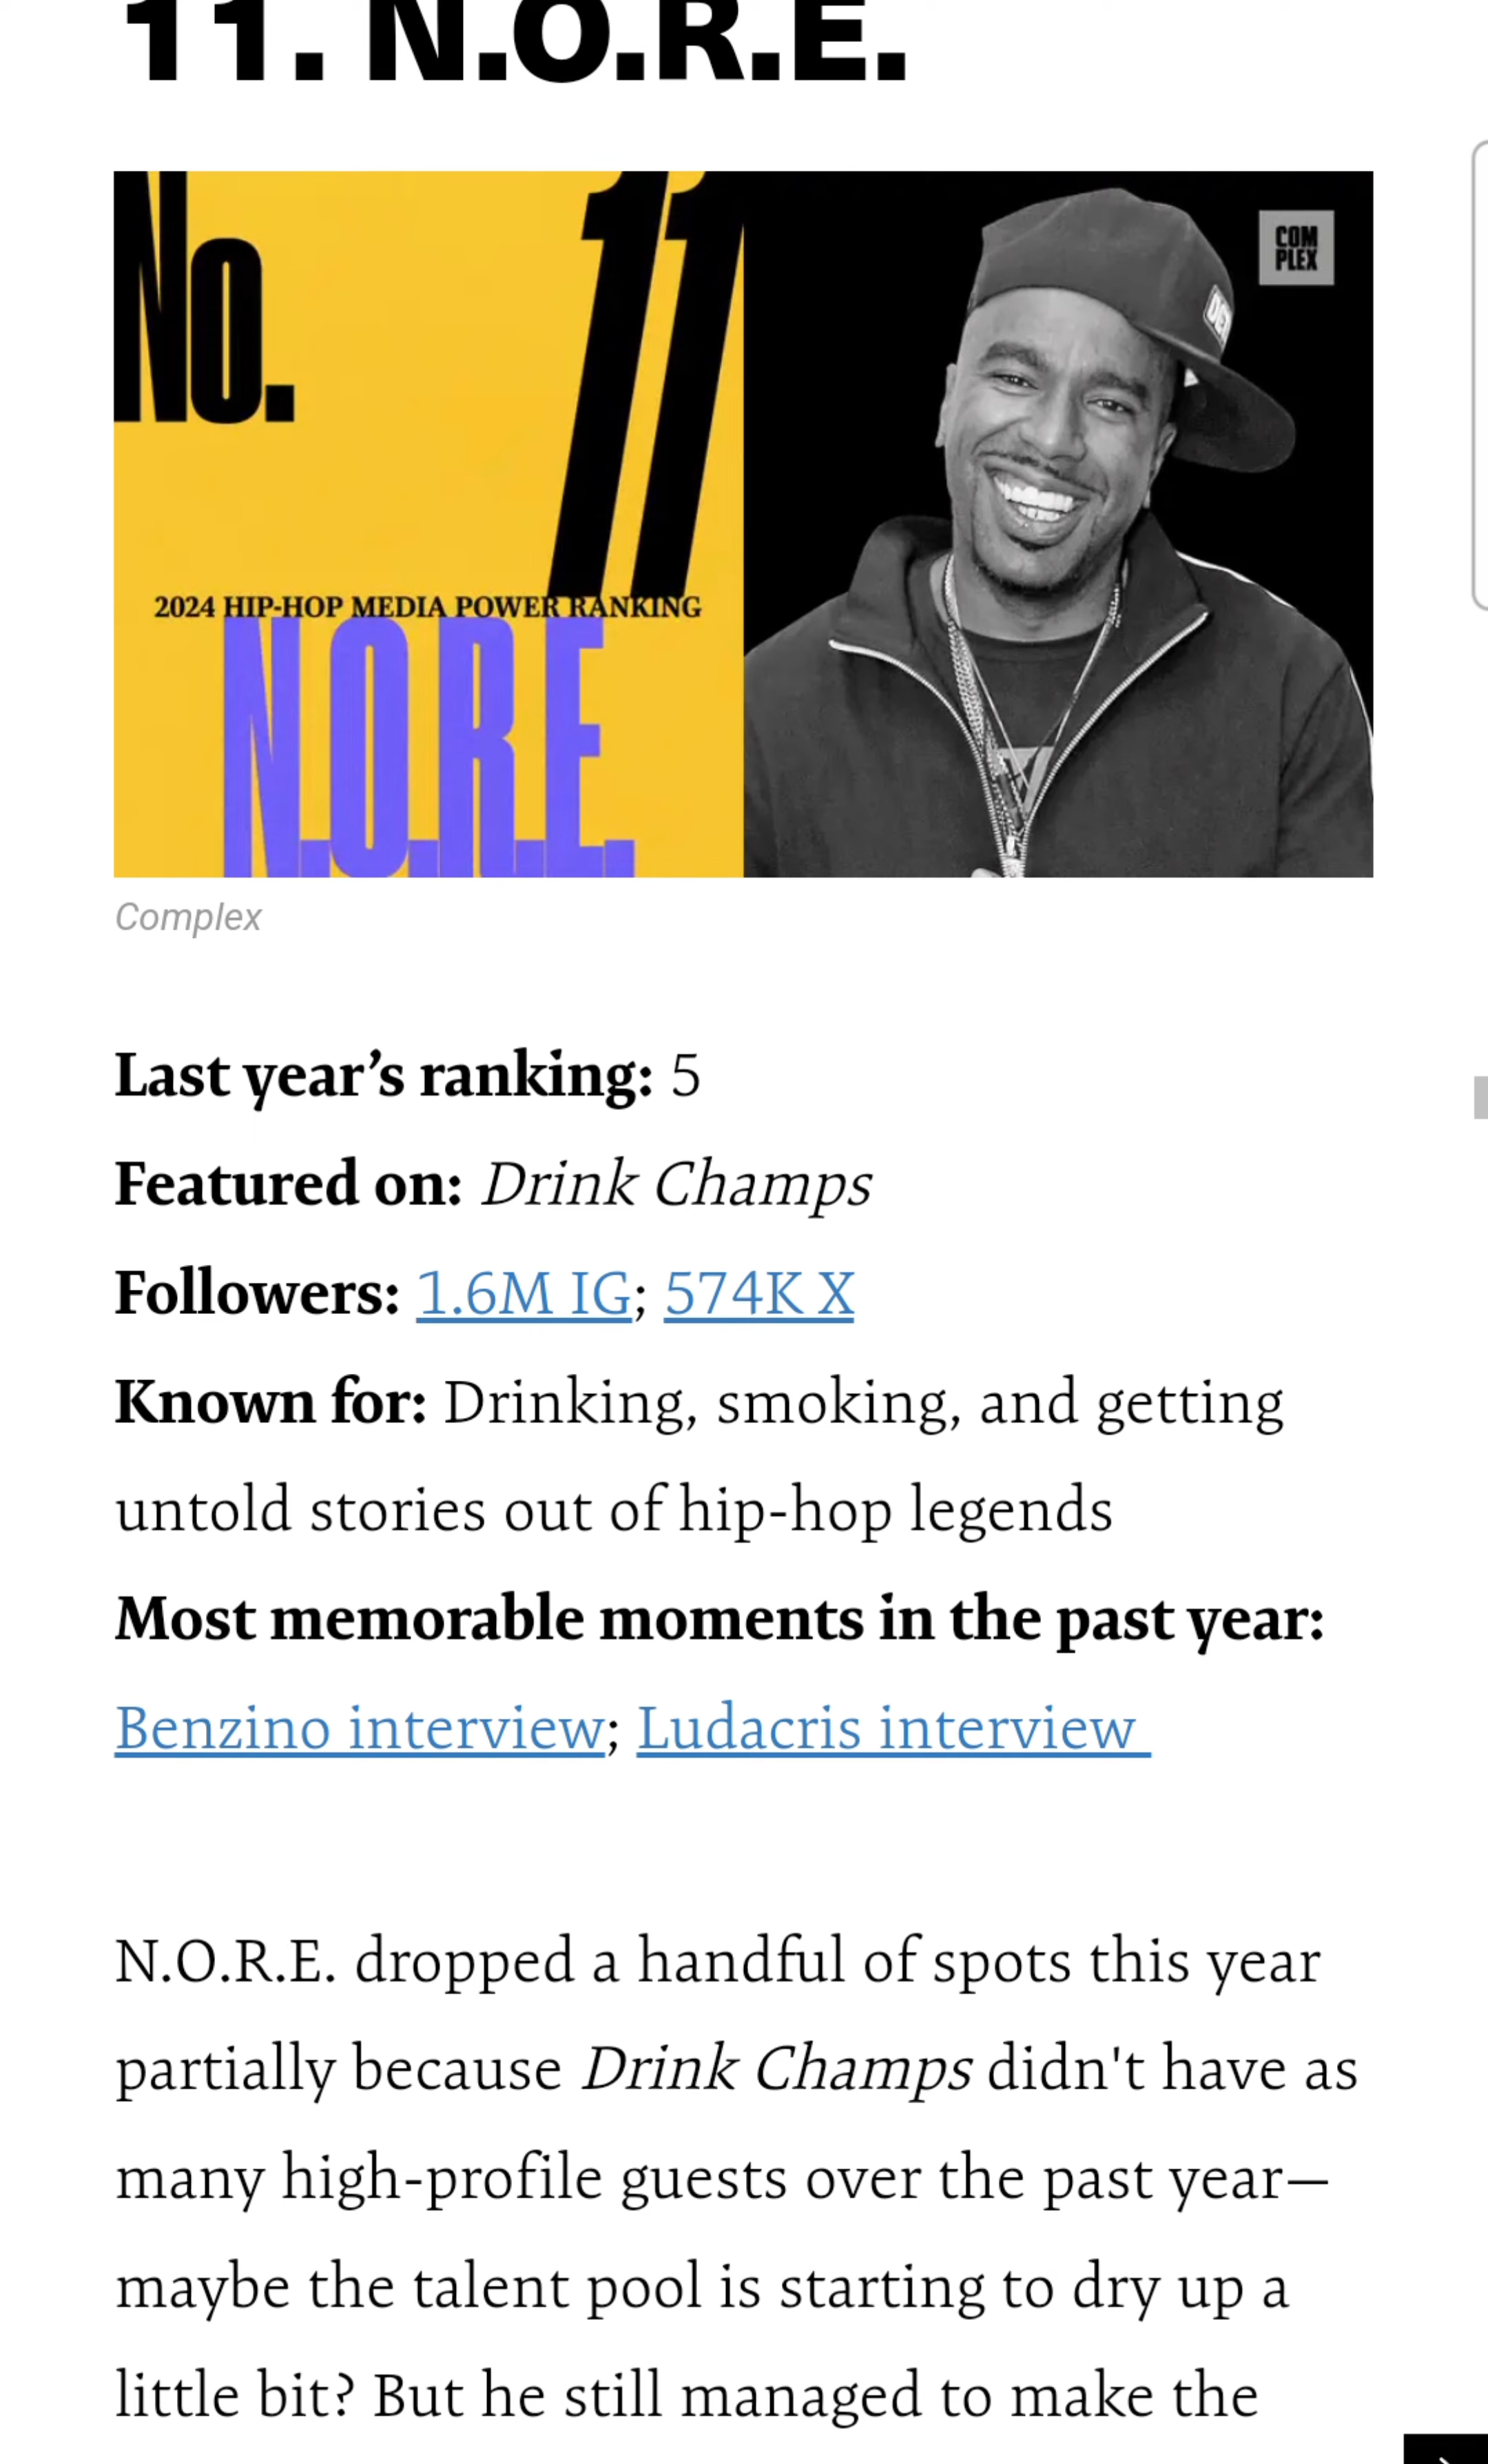 11. N.O.R.E.
No.
11
COM
PLEX
2024 HIP-HOP MEDIA POWER RANKING
N.O.R.E.
Complex
Last year’s ranking: 5
Featured on: Drink Champs
Followers: 1.6M IG; 574K X
Known for: Drinking, smoking, and getting
untold stories out of hip-hop legends
Most memorable moments in the past year:
Benzino interview; Ludacris interview
N.O.R.E. dropped a handful of spots this year
partially because Drink Champs didn't have as
many high-profile guests over the past year—
maybe the talent pool is starting to dry up a
little bit? But he still managed to make the